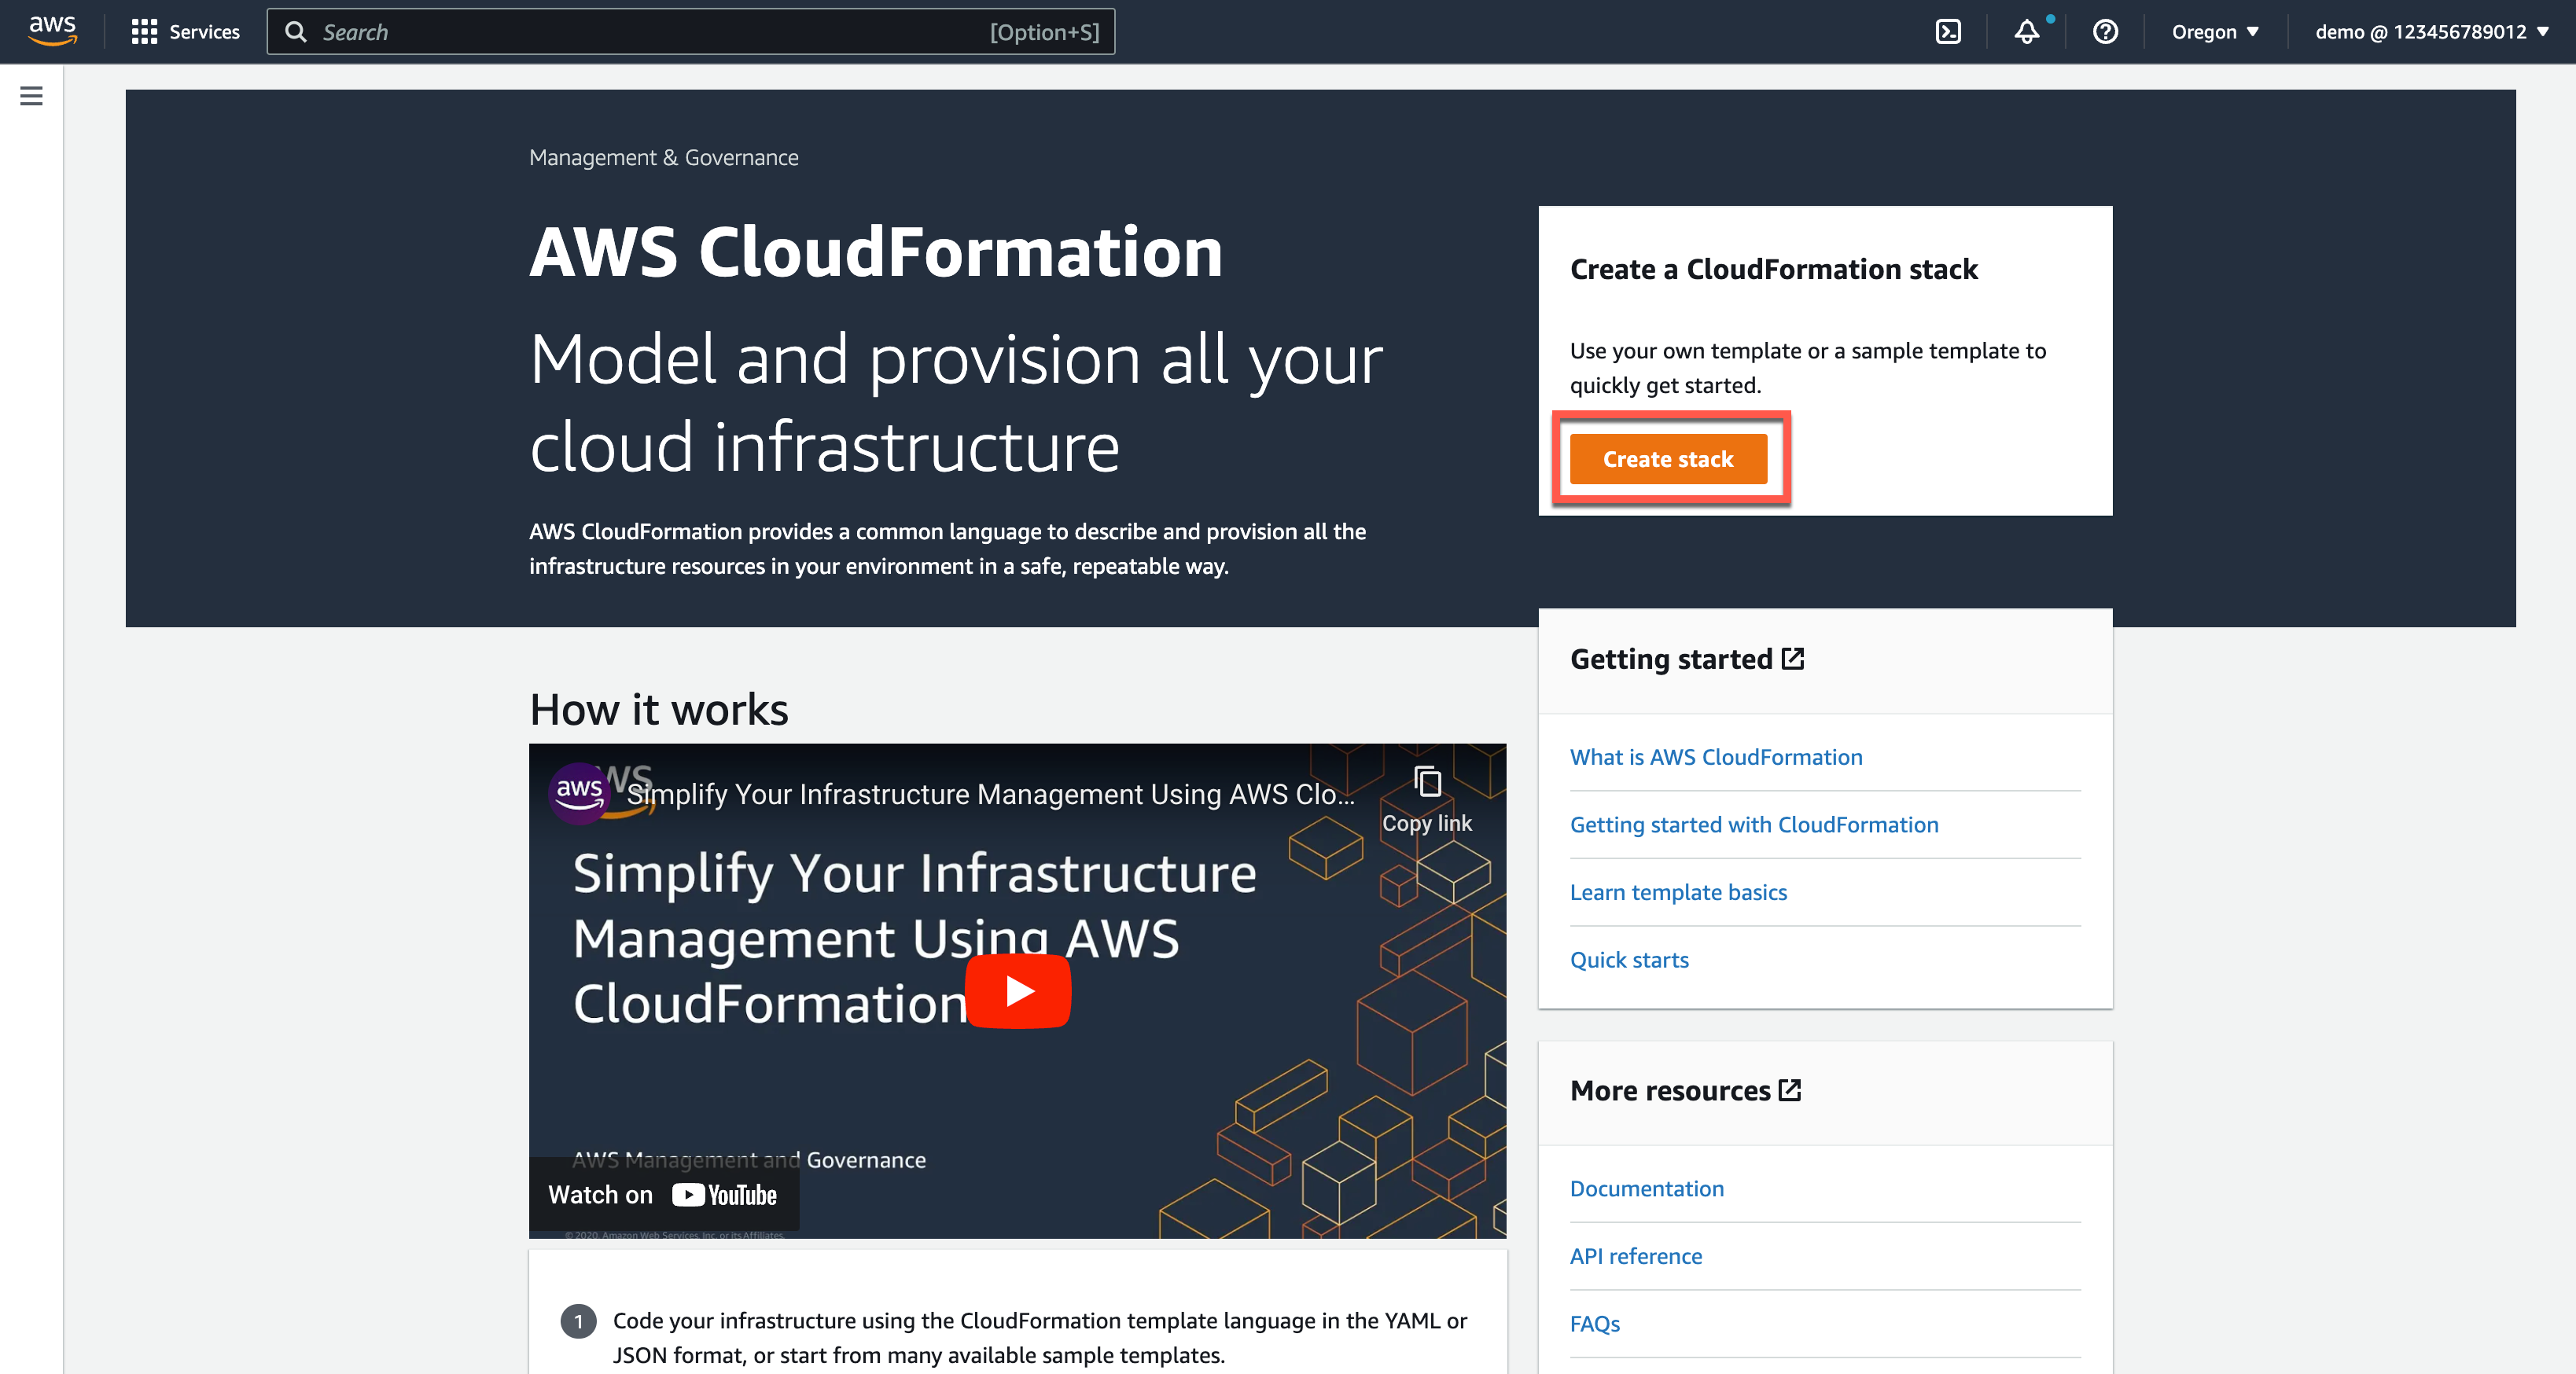 aws
Services
Search
[Option+S]
Oregon
demo @ 123456789012
Management & Governance
AWS CloudFormation
Model and provision all your
cloud infrastructure
AWS CloudFormation provides a common language to describe and provision all the
infrastructure resources in your environment in a safe, repeatable way.
Create a CloudFormation stack
Use your own template or a sample template to
quickly get started.
Create stack
How it works
aws
Simplify Your Infrastructure Management Using AWS Clo...
Copy link
Simplify Your Infrastructure
Management Using AWS
CloudFormation
AWS Management and Governance
Watch on YouTube
© 2020, Amazon Web Services, Inc. or its Affiliates.
1
Code your infrastructure using the CloudFormation template language in the YAML or
JSON format, or start from many available sample templates.
Getting started
What is AWS CloudFormation
Getting started with CloudFormation
Learn template basics
Quick starts
More resources
Documentation
API reference
FAQs